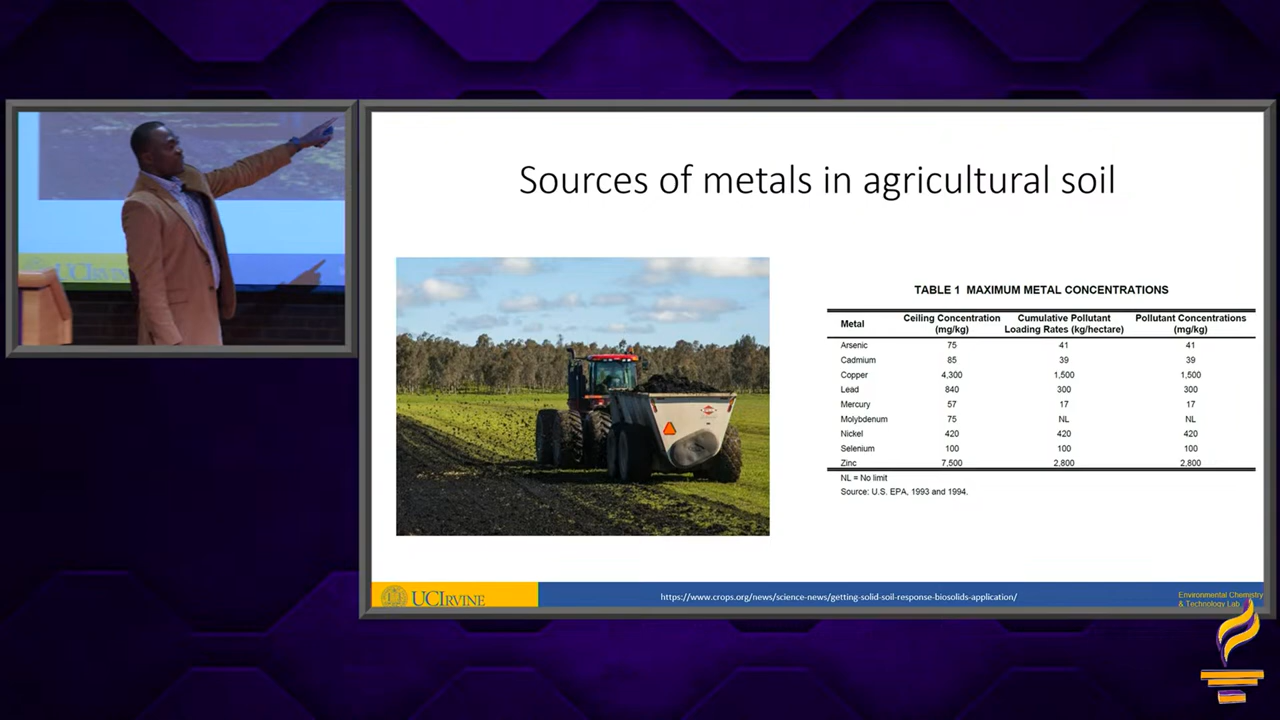 Sources of metals in agricultural soil
TABLE 1 MAXIMUM METAL CONCENTRATIONS
Metal Ceiling Concentration (mg/kg) Cumulative Pollutant Loading Rates (kg/hectare) Pollutant Concentrations (mg/kg)
Arsenic 75 41 41
Cadmium 85 39 39
Copper 4,300 1,500 1,500
Lead 840 300 300
Mercury 57 17 17
Molybdenum 75 NL NL
Nickel 420 420 420
Selenium 100 100 100
Zinc 7,500 2,800 2,800
NL = No limit
Source: U.S. EPA, 1993 and 1994.
UCIRVINE
UCIRVINE
https://www.crops.org/news/science-news/getting-solid-soil-response-biosolids-application/
Environmental Chemistry
& Technology Lab